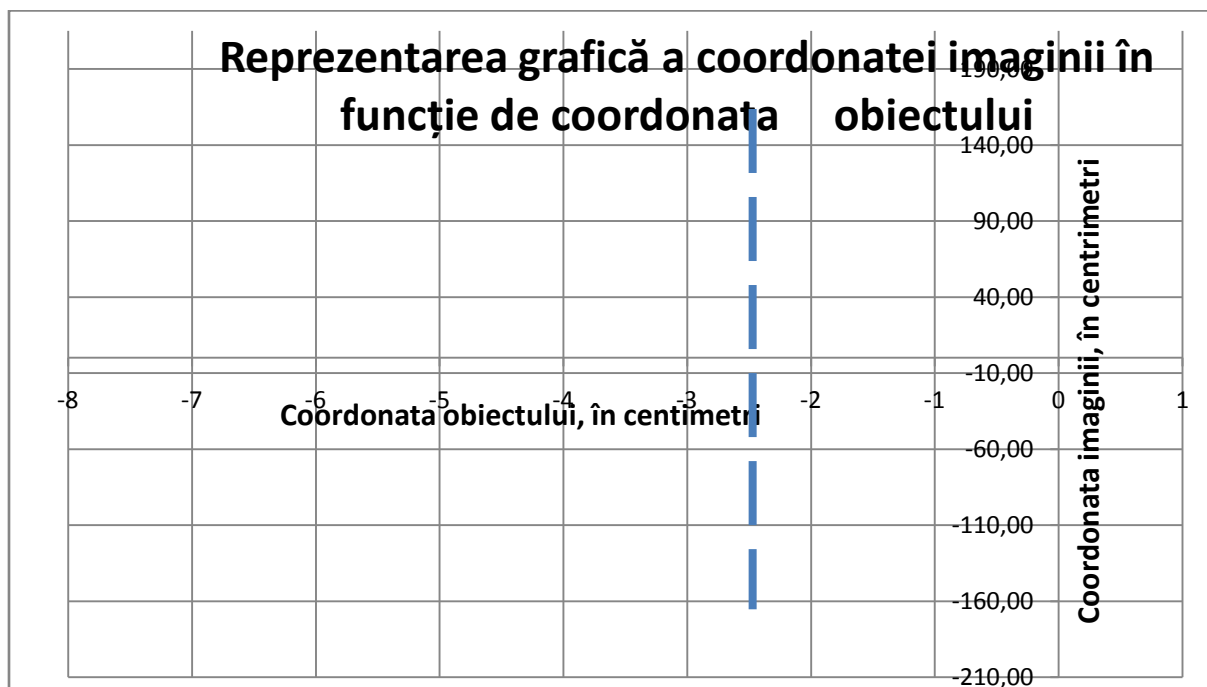 Reprezentarea grafică a coordonatei imaginii în
funcție de coordonata obiectului
190,00
140,00
90,00
40,00
-10,00
-60,00
-110,00
-160,00
-210,00
-8 -7 -6 -5 -4 -3 -2 -1 0 1
Coordonata obiectului, în centimetri
Coordonata imaginii, în centrimetri